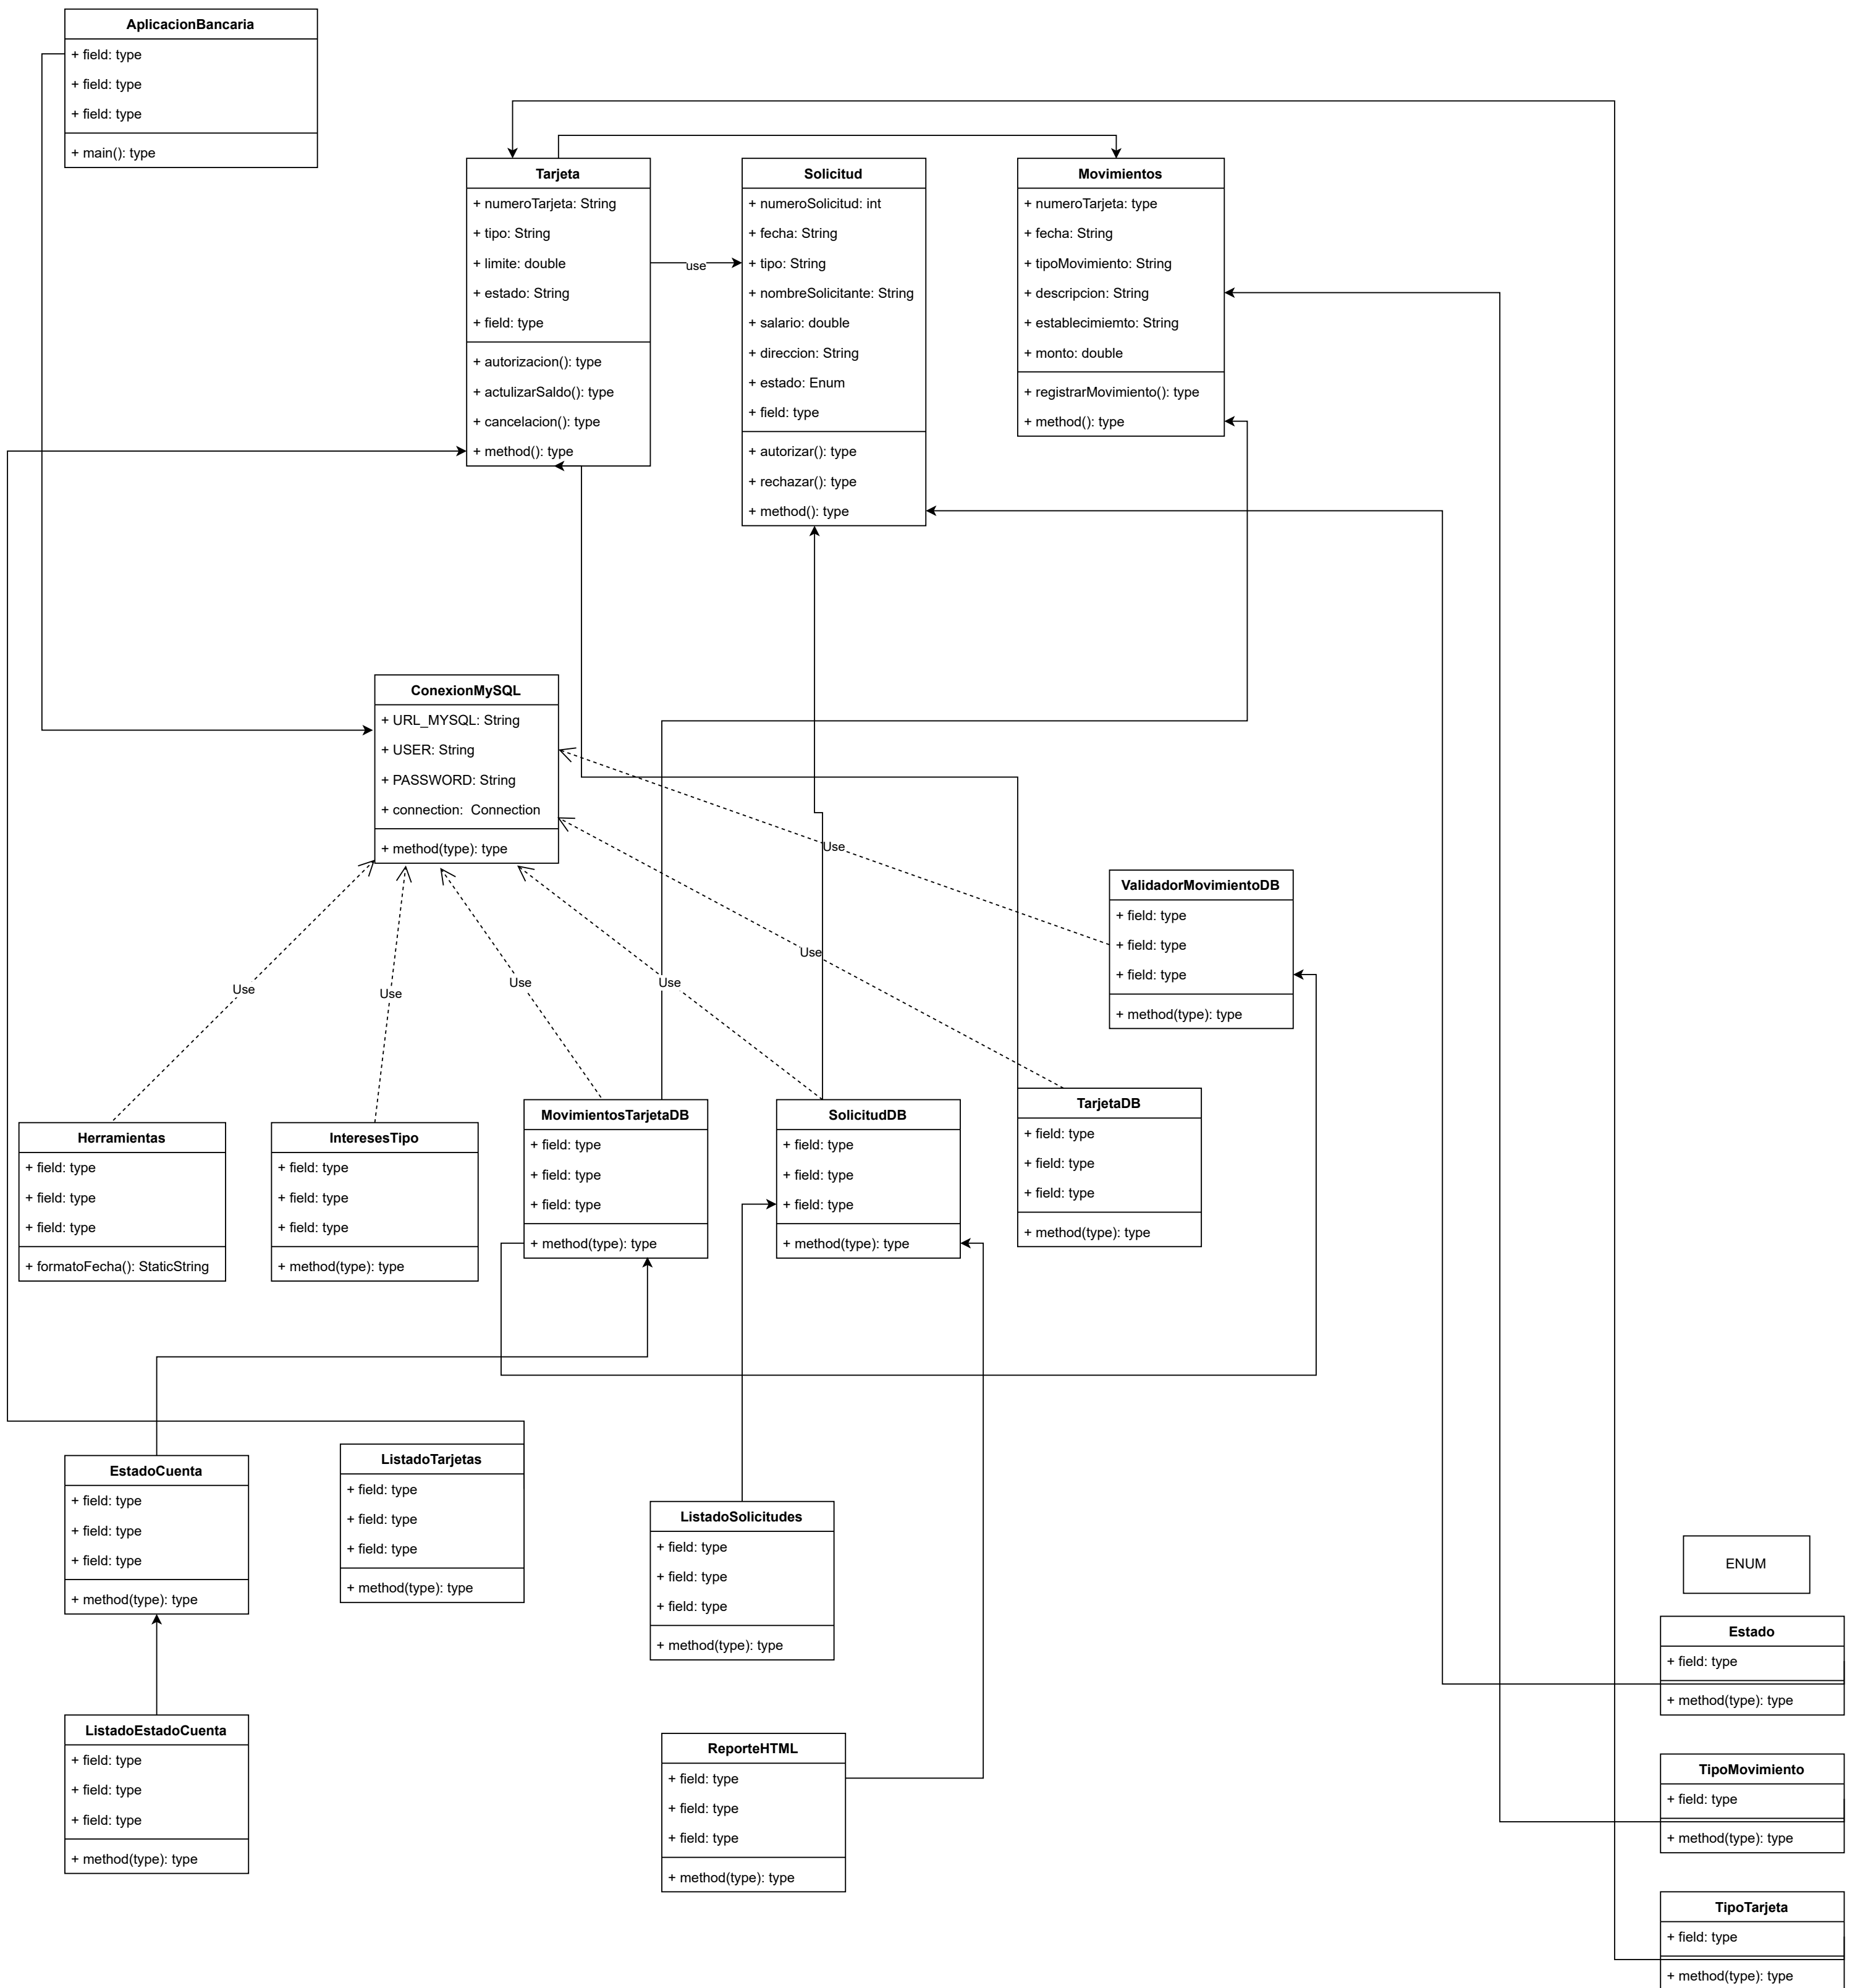 AplicacionBancaria
+ field: type
+ field: type
+ field: type
+ main(): type
Tarjeta
+ numeroTarjeta: String
+ tipo: String
+ limite: double
+ estado: String
+ field: type
+ autorizacion(): type
+ actulizarSaldo(): type
+ cancelacion(): type
+ method(): type
use
Solicitud
+ numeroSolicitud: int
+ fecha: String
+ tipo: String
+ nombreSolicitante: String
+ salario: double
+ direccion: String
+ estado: Enum
+ field: type
+ autorizar(): type
+ rechazar(): type
+ method(): type
Movimientos
+ numeroTarjeta: type
+ fecha: String
+ tipoMovimiento: String
+ descripcion: String
+ establecimiemto: String
+ monto: double
+ registrarMovimiento(): type
+ method(): type
ConexionMySQL
+ URL_MYSQL: String
+ USER: String
+ PASSWORD: String
+ connection:  Connection
+ method(type): type
Use
Use
Use
Use
Use
Use
ValidadorMovimientoDB
+ field: type
+ field: type
+ field: type
+ method(type): type
Herramientas
+ field: type
+ field: type
+ field: type
+ formatoFecha(): StaticString
InteresesTipo
+ field: type
+ field: type
+ field: type
+ method(type): type
MovimientosTarjetaDB
+ field: type
+ field: type
+ field: type
+ method(type): type
SolicitudDB
+ field: type
+ field: type
+ field: type
+ method(type): type
TarjetaDB
+ field: type
+ field: type
+ field: type
+ method(type): type
EstadoCuenta
+ field: type
+ field: type
+ field: type
+ method(type): type
ListadoTarjetas
+ field: type
+ field: type
+ field: type
+ method(type): type
ListadoSolicitudes
+ field: type
+ field: type
+ field: type
+ method(type): type
ListadoEstadoCuenta
+ field: type
+ field: type
+ field: type
+ method(type): type
ReporteHTML
+ field: type
+ field: type
+ field: type
+ method(type): type
ENUM
Estado
+ field: type
+ method(type): type
TipoMovimiento
+ field: type
+ method(type): type
TipoTarjeta
+ field: type
+ method(type): type